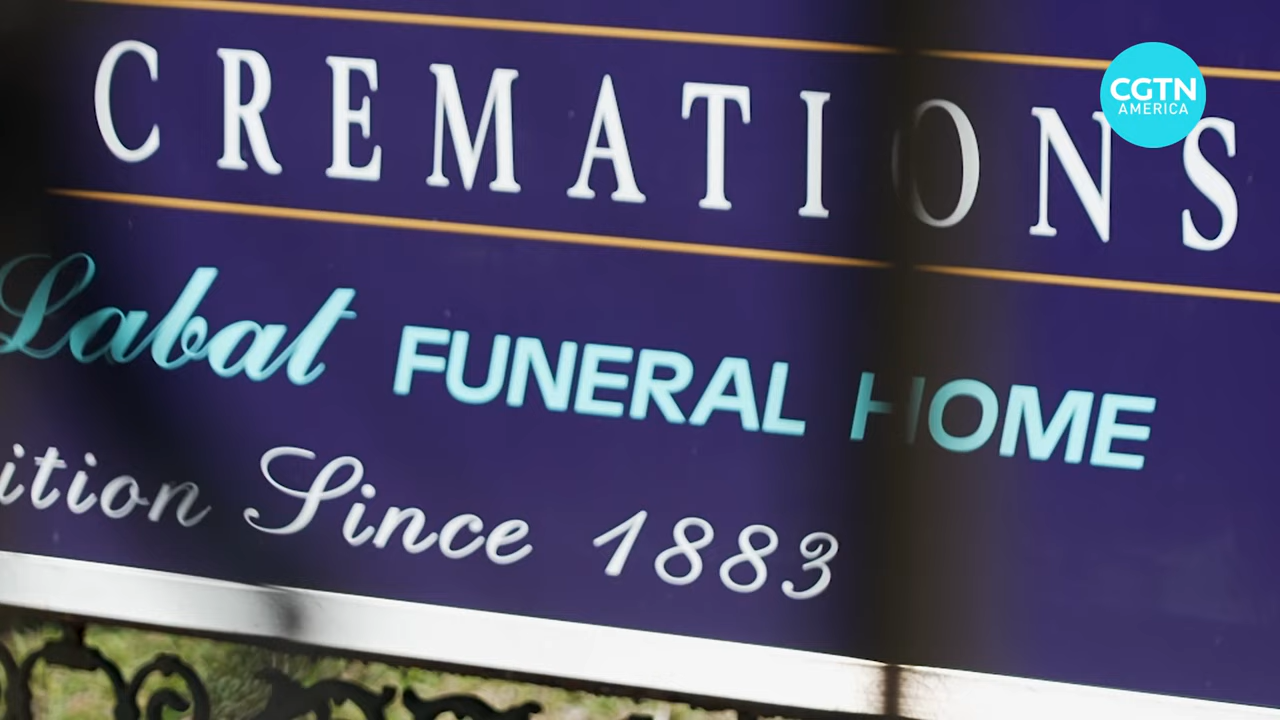 CREMATIONS
CGTN
AMERICA
Labat FUNERAL HOME
ition Since 1883